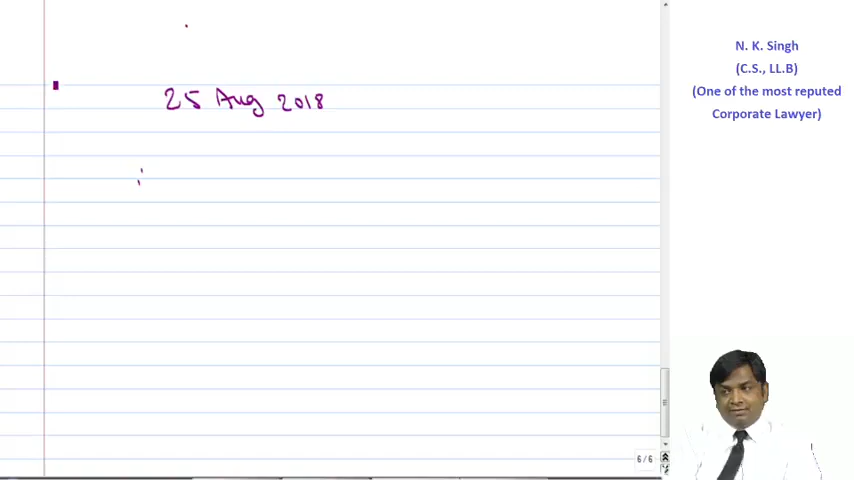 25 Aug 2018
N. K. Singh
(C.S., LL.B)
(One of the most reputed
Corporate Lawyer)
6/6